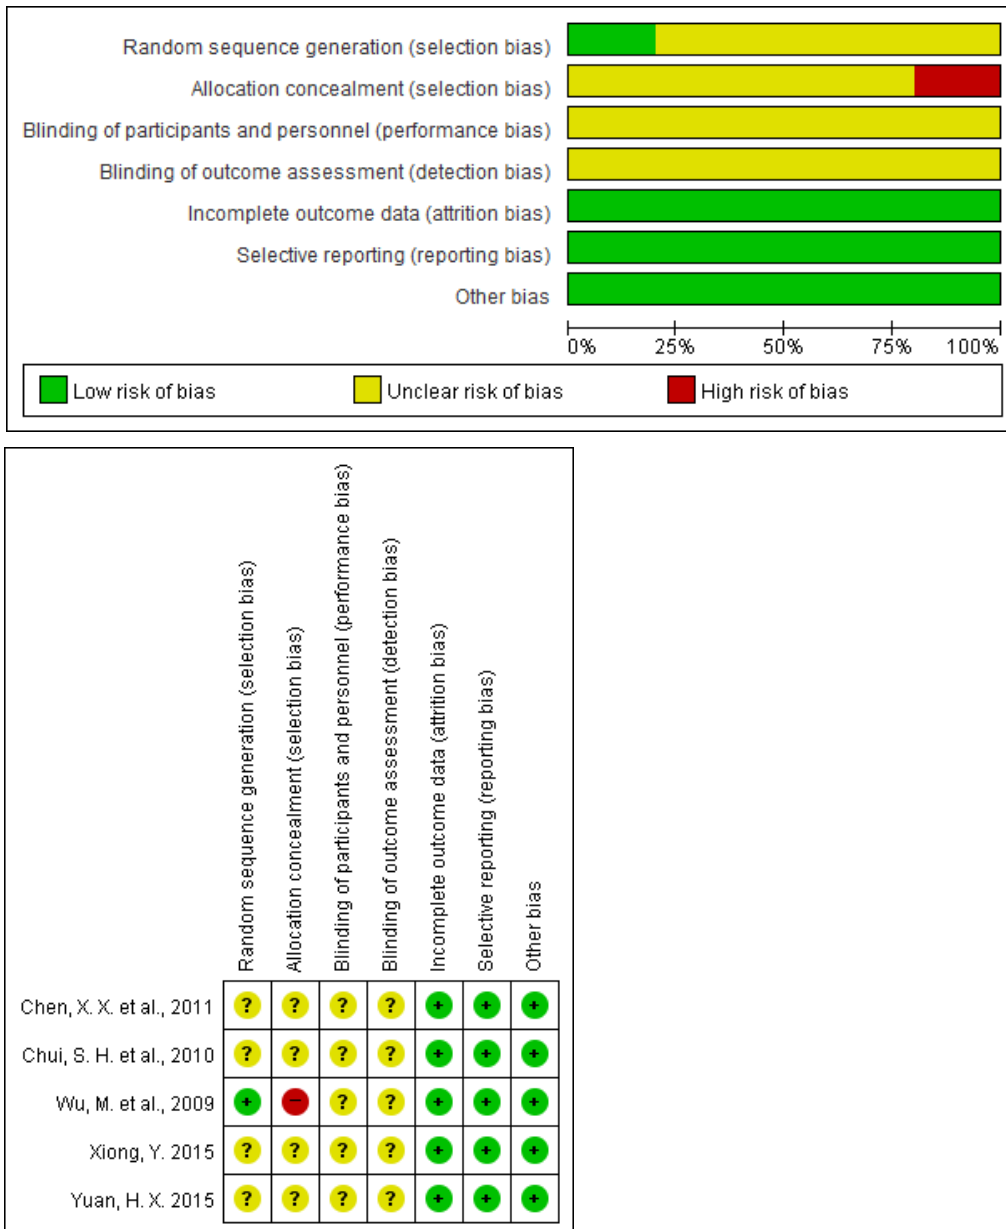 Random sequence generation (selection bias)
Allocation concealment (selection bias)
Blinding of participants and personnel (performance bias)
Blinding of outcome assessment (detection bias)
Incomplete outcome data (attrition bias)
Selective reporting (reporting bias)
Other bias
0% 25% 50% 75% 100%
Low risk of bias Unclear risk of bias High risk of bias
Random sequence generation (selection bias)
Allocation concealment (selection bias)
Blinding of participants and personnel (performance bias)
Blinding of outcome assessment (detection bias)
Incomplete outcome data (attrition bias)
Selective reporting (reporting bias)
Other bias
Chen, X. X. et al., 2011 ? ? ? ? + + +
Chui, S. H. et al., 2010 ? ? ? ? + + +
Wu, M. et al., 2009 + − ? ? + + +
Xiong, Y. 2015 ? ? ? ? + + +
Yuan, H. X. 2015 ? ? ? ? + + +